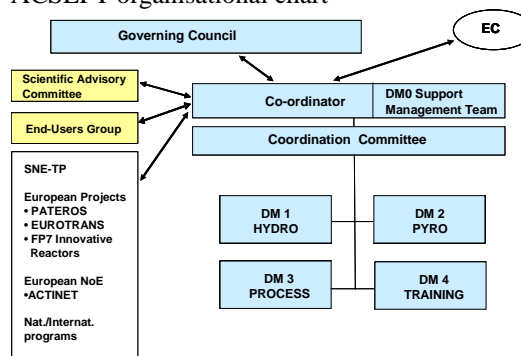 ACSEPT organisational chart
Governing Council
EC
Scientific Advisory
Committee
Co-ordinator
DM0 Support
Management Team
End-Users Group
Coordination Committee
SNE-TP
European Projects
• PATEROS
• EUROTRANS
• FP7 Innovative
Reactors
European NoE
•ACTINET
Nat./Internat.
programs
DM 1
HYDRO
DM 2
PYRO
DM 3
PROCESS
DM 4
TRAINING